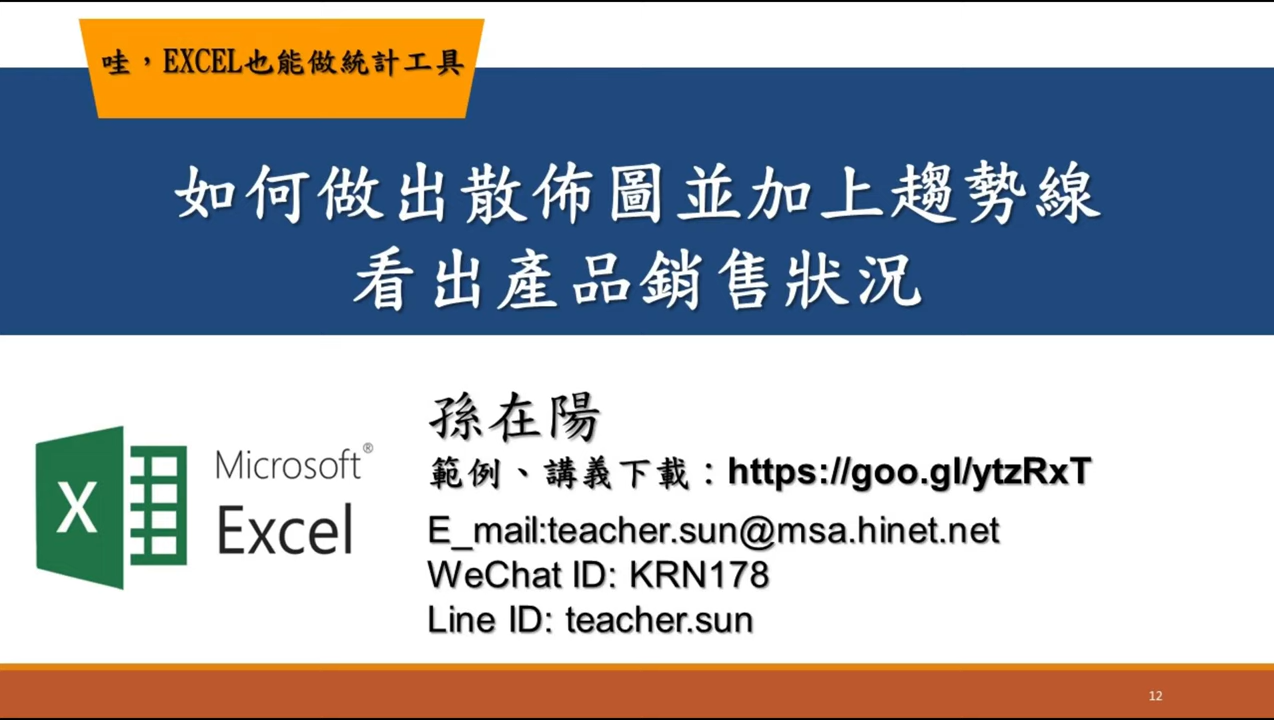 哇，EXCEL也能做統計工具
如何做出散佈圖並加上趨勢線
看出產品銷售狀況
孫在陽
範例、講義下載：https://goo.gl/ytzRxT
E_mail:teacher.sun@msa.hinet.net
WeChat ID: KRN178
Line ID: teacher.sun
X
Microsoft®
Excel
12